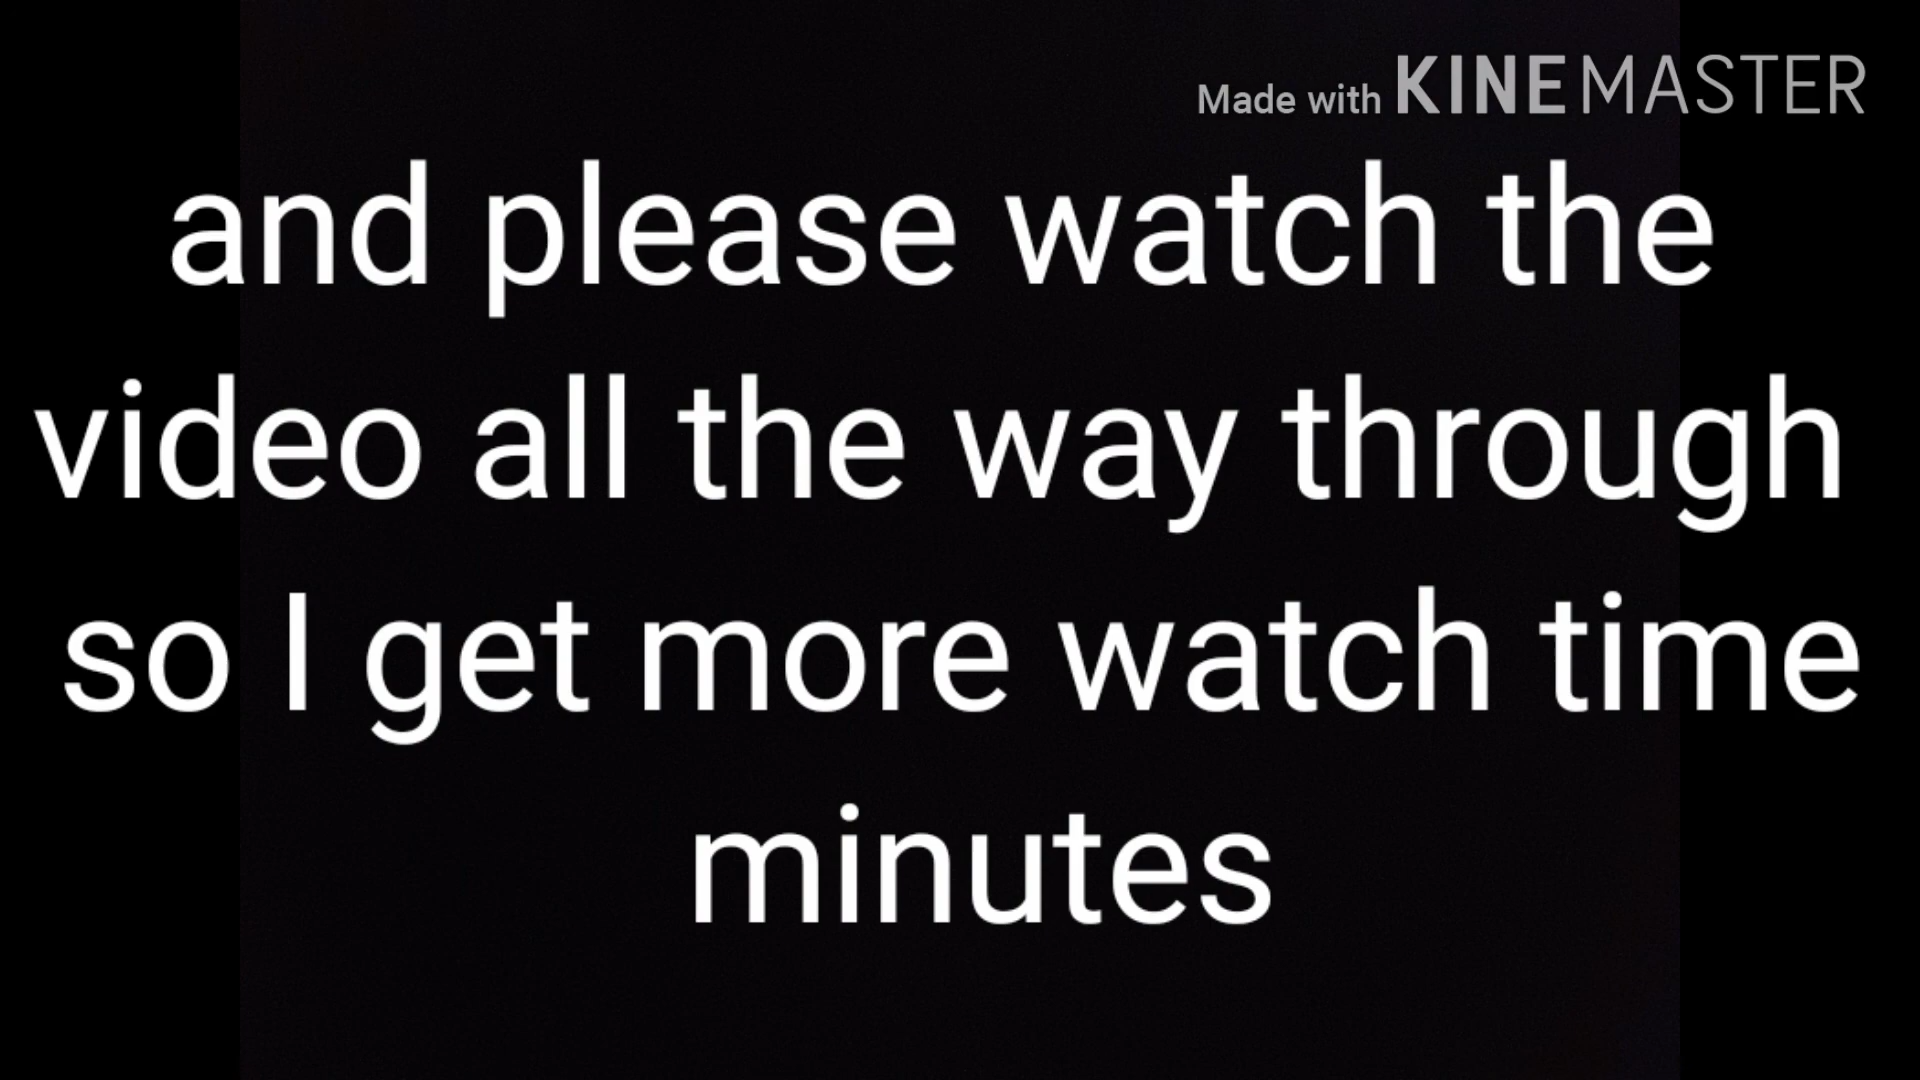 Made with KINEMASTER
and please watch the
video all the way through
so I get more watch time
minutes